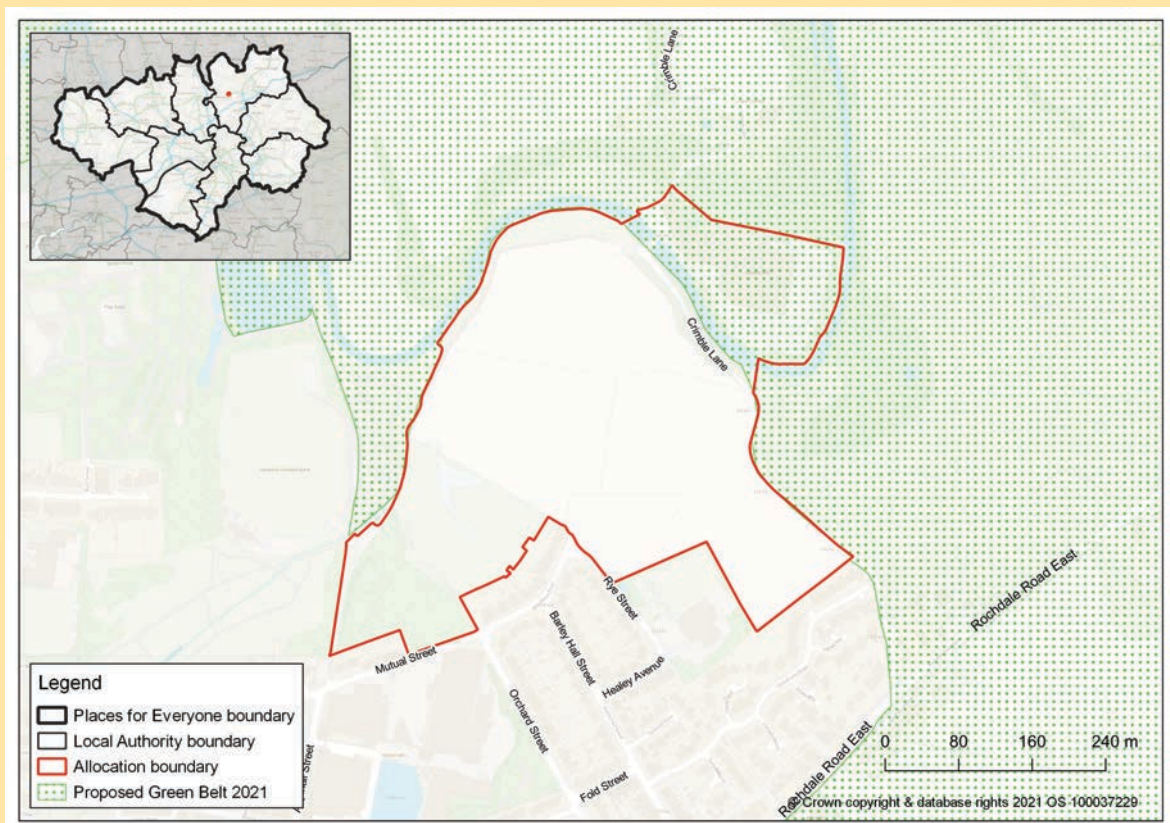 Crimble Lane
Crimble Lane
Rochdale Road East
Rye Street
Barley Hall Street
Mutual Street
Healey Avenue
Orchard Street
Fold Street
Rochdale Road East
Legend
Places for Everyone boundary
Local Authority boundary
Allocation boundary
Proposed Green Belt 2021
Street
0 80 160 240 m
Crown copyright & database rights 2021 OS 100037229